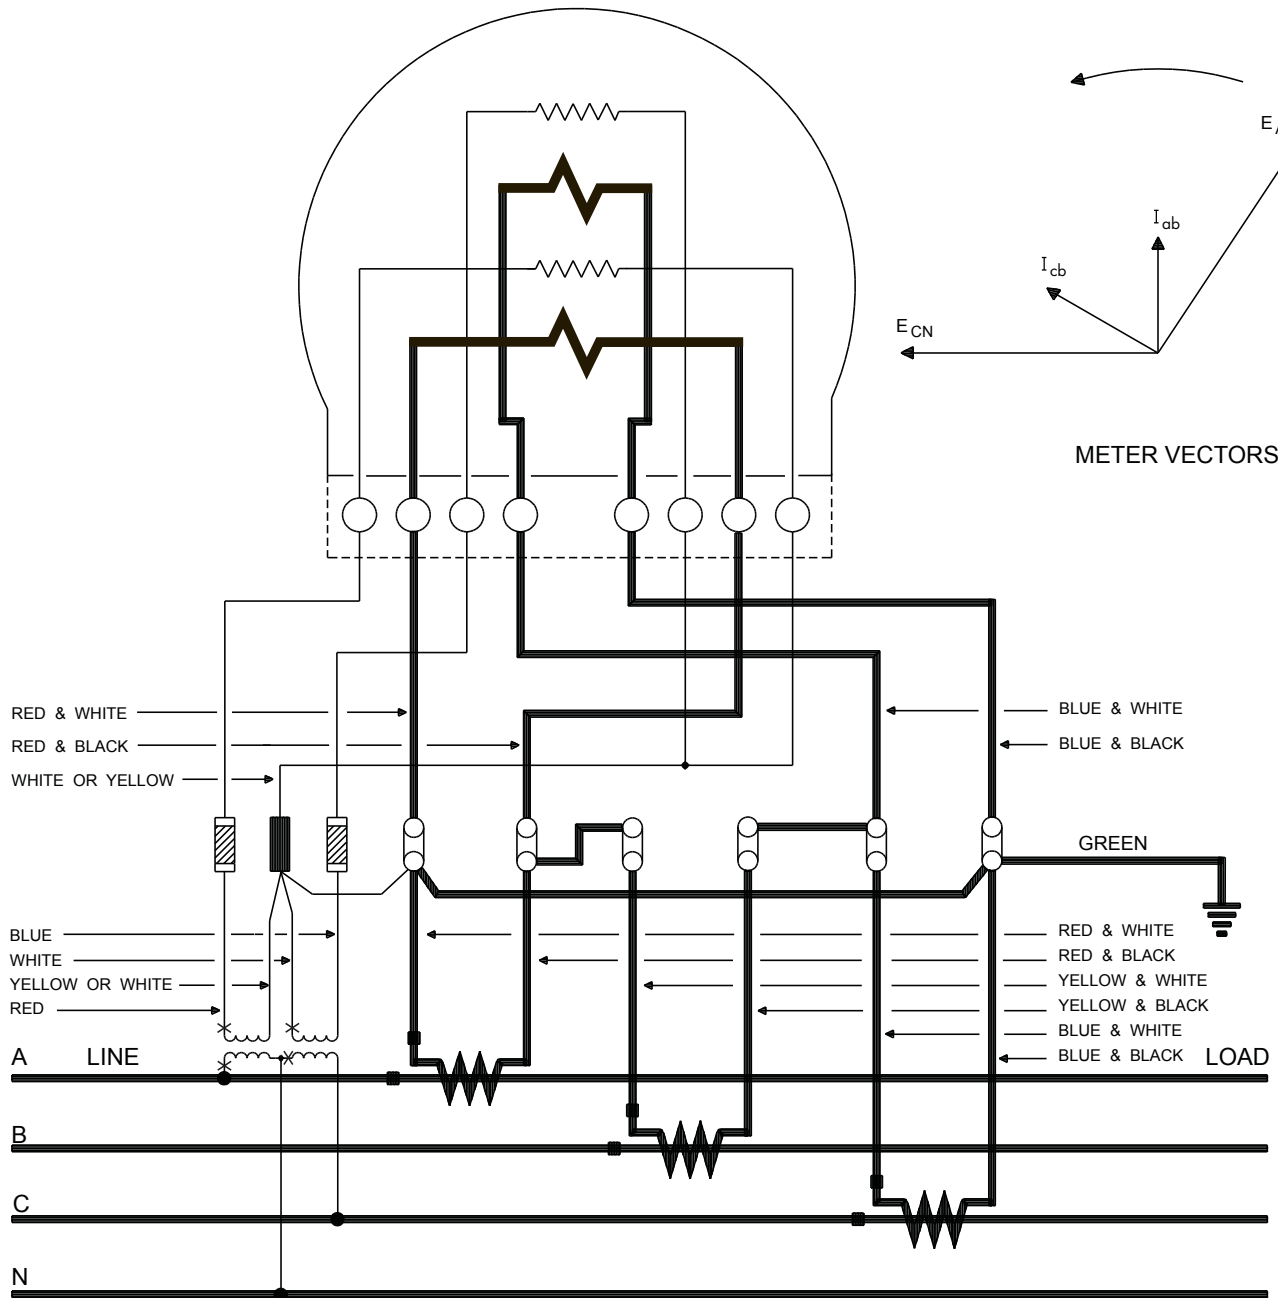 E
I ab
I cb
E CN
METER VECTORS
RED & WHITE
RED & BLACK
WHITE OR YELLOW
BLUE & WHITE
BLUE & BLACK
GREEN
BLUE
WHITE
YELLOW OR WHITE
RED
RED & WHITE
RED & BLACK
YELLOW & WHITE
YELLOW & BLACK
BLUE & WHITE
BLUE & BLACK
A LINE LOAD
B
C
N